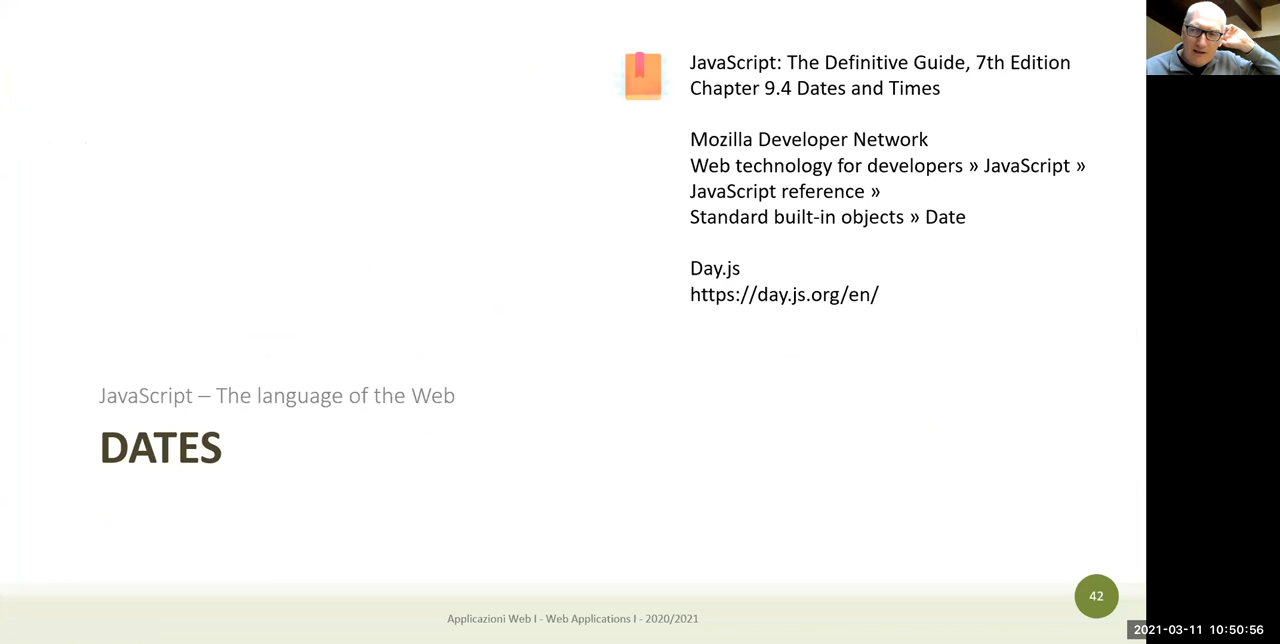 JavaScript: The Definitive Guide, 7th Edition
Chapter 9.4 Dates and Times
Mozilla Developer Network
Web technology for developers » JavaScript »
JavaScript reference »
Standard built-in objects » Date
Day.js
https://day.js.org/en/
JavaScript – The language of the Web
DATES
42
Applicazioni Web I - Web Applications I - 2020/2021
2021-03-11 10:50:56